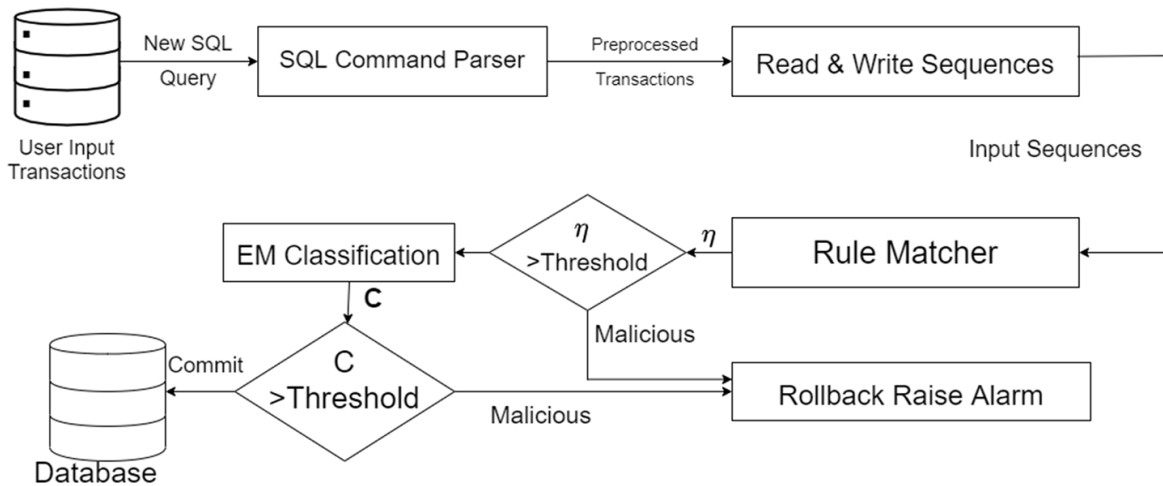 New SQL
Query
SQL Command Parser
Preprocessed
Transactions
Read & Write Sequences
User Input
Transactions
Input Sequences
EM Classification
η
>Threshold
η
Rule Matcher
C
Malicious
Commit
C
>Threshold
Malicious
Rollback Raise Alarm
Database